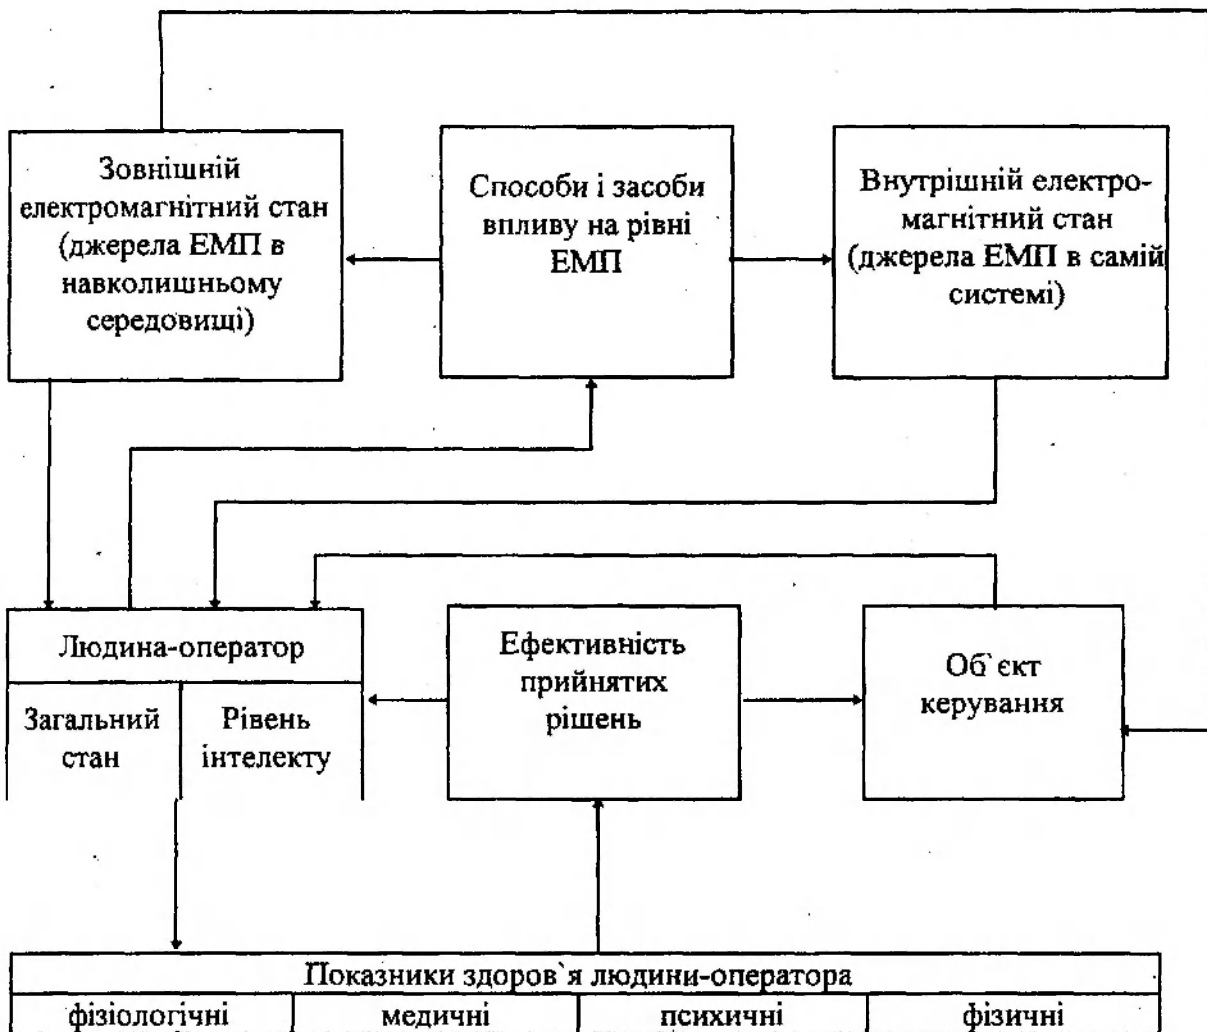 Зовнішній
електромагнітний стан
(джерела ЕМП в
навколишньому
середовищі)
Способи і засоби
впливу на рівні
ЕМП
Внутрішній електро-
магнітний стан
(джерела ЕМП в самій
системі)
Людина-оператор
Загальний
стан
Рівень
інтелекту
Ефективність
прийнятих
рішень
Об`єкт
керування
Показники здоров`я людини-оператора
фізіологічні
медичні
психичні
фізичні